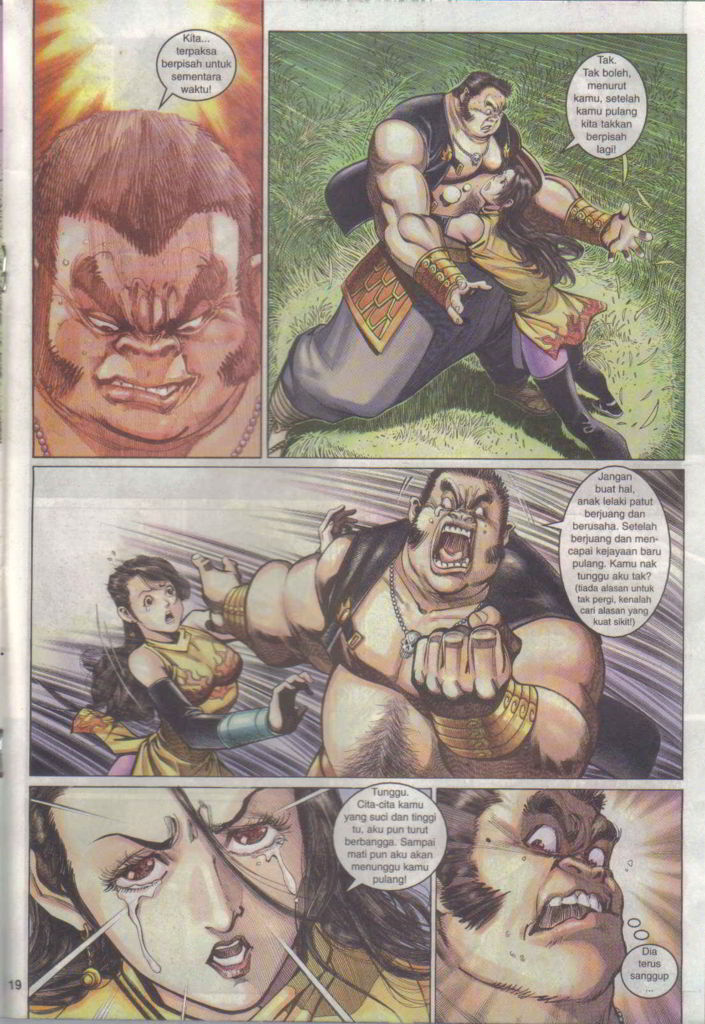 Kita...
terpaksa
berpisah untuk
sementara
waktu!
Tak.
Tak boleh,
menurut
kamu, setelah
kamu pulang
kita takkan
berpisah
lagi!
Jangan
buat hal,
anak lelaki patut
berjuang dan
berusaha. Setelah
berjuang dan men-
capai kejayaan baru
pulang. Kamu nak
tunggu aku tak?
(tiada alasan untuk
tak pergi, kenalah
cari alasan yang
kuat sikit!)
Tunggu.
Cita-cita kamu
yang suci dan tinggi
tu, aku pun turut
berbangga. Sampai
mati pun aku akan
menunggu kamu
pulang!
Dia
terus
sanggup
...
19